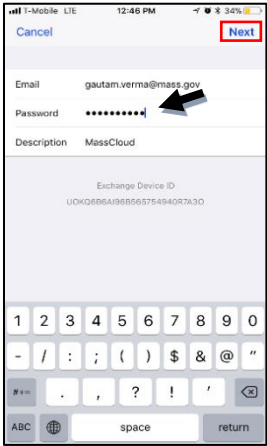 T-Mobile LTE 12:46 PM 34%
Cancel Next
Email gautam.verma@mass.gov
Password ••••••••••
Description MassCloud
Exchange Device ID
1 2 3 4 5 6 7 8 9 0
- / : ; ( ) $ & @ "
#+= . , ? ! '
ABC space return